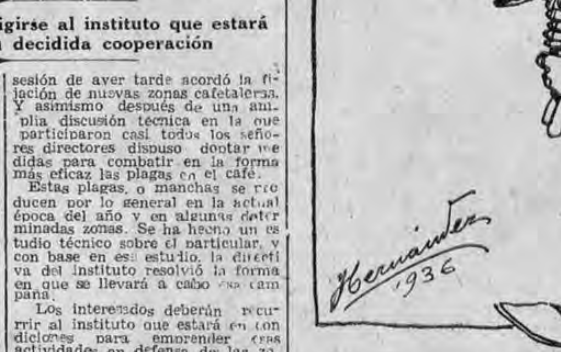 igirse al instituto que estará
decidida cooperación
sesión de ayer tarde acordó la fi-
jación de nuevas zonas cafetaleras.
Y asimismo después de una am-
plia discusión técnica en la que
participaron casi todos los seño-
res directores dispuso doptar me
didas para combatir en la forma
más eficaz las plagas en el café.
Estas plagas, o manchas se
ducen por lo general en la actual
época del año y en algunas deter
minadas zonas. Se ha hecho un es
tudio técnico sobre el particular, y
con base en ese estudio, la directi
va del instituto resolvió la forma
en que se llevará a cabo esa cam
paña.
Los interesados deberán recu-
rrir al instituto que estará en con
diciones para emprender esas
actividades en defensa de las
Hernández
1936